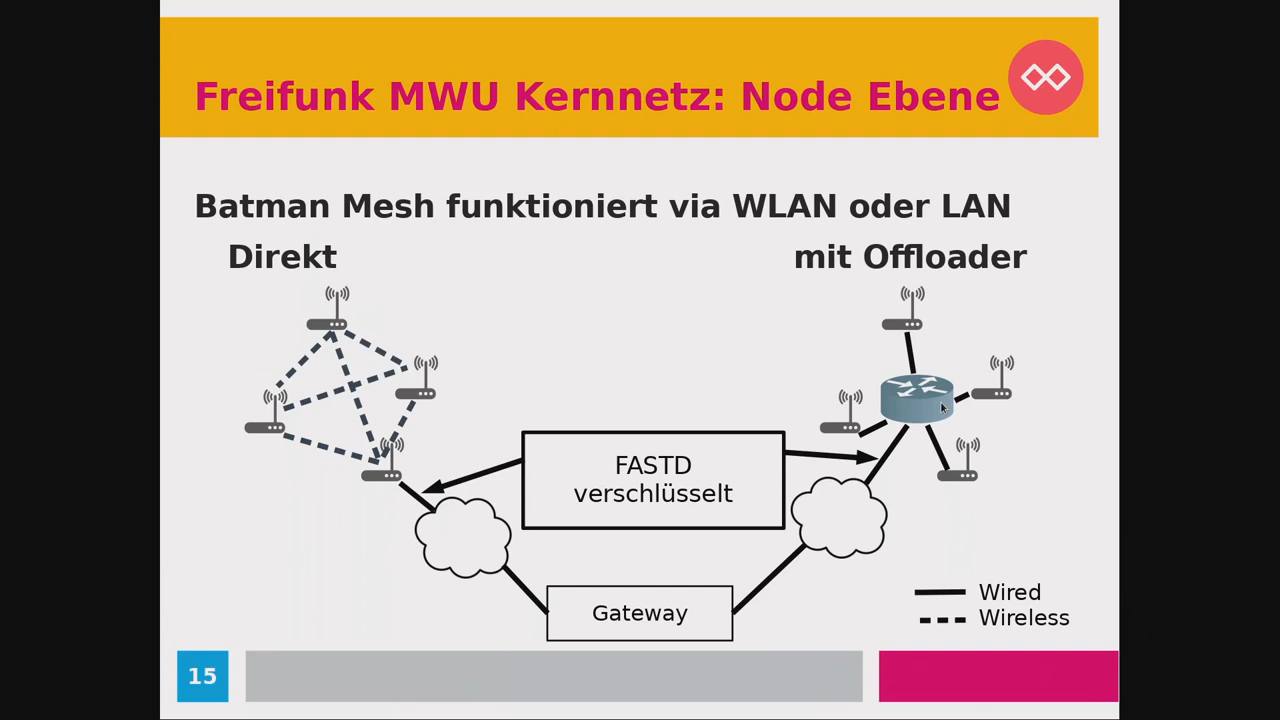 Freifunk MWU Kernnetz: Node Ebene
Batman Mesh funktioniert via WLAN oder LAN
Direkt
mit Offloader
FASTD
verschlüsselt
Gateway
Wired
Wireless
15